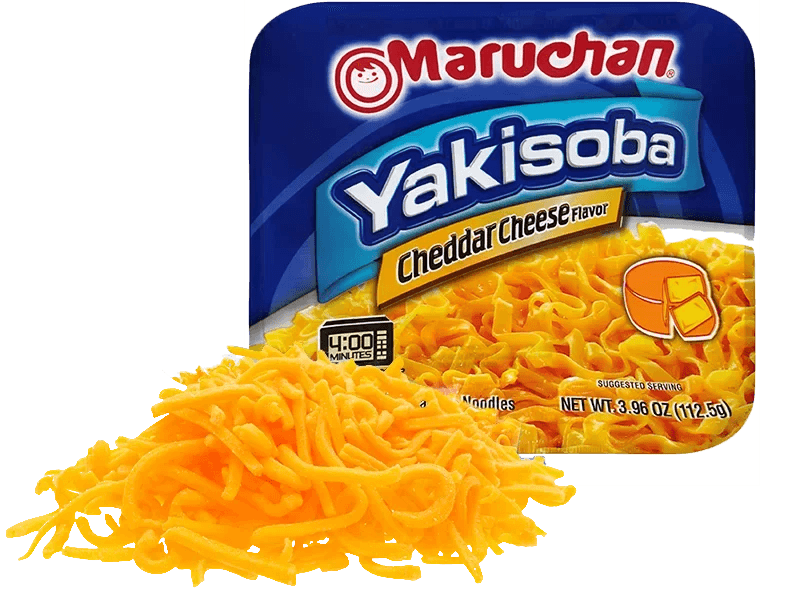 Maruchan®
Yakisoba
Cheddar Cheese Flavor
4:00
MINUTES
SUGGESTED SERVING
Noodles
NET WT. 3.96 OZ (112.5g)